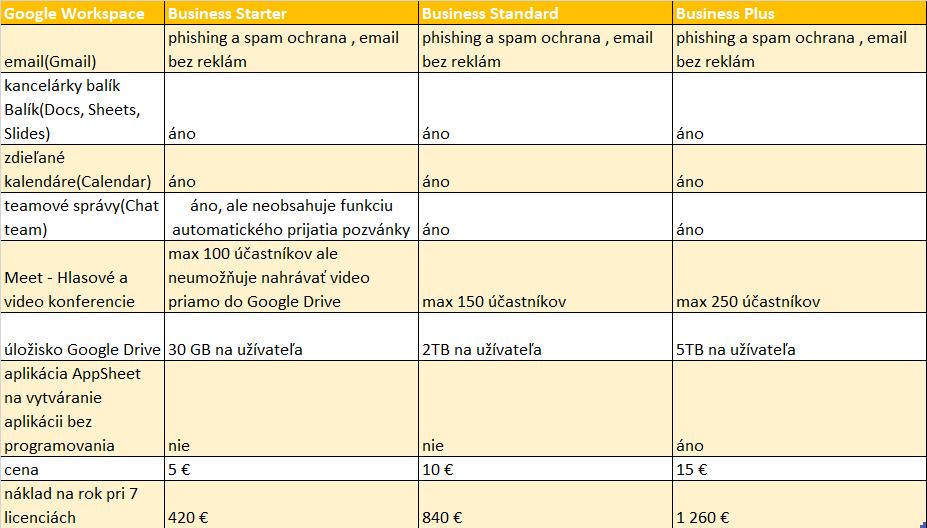 Google Workspace Business Starter Business Standard Business Plus
email(Gmail) phishing a spam ochrana , email bez reklám phishing a spam ochrana , email bez reklám phishing a spam ochrana , email bez reklám
kancelárky balík
Balík(Docs, Sheets,
Slides) áno áno áno
zdieľané
kalendáre(Calendar) áno áno áno
teamové správy(Chat
team) áno, ale neobsahuje funkciu automatického prijatia pozvánky áno áno
Meet - Hlasové a
video konferencie max 100 účastníkov ale neumožňuje nahrávať video priamo do Google Drive max 150 účastníkov max 250 účastníkov
úložisko Google Drive 30 GB na užívateľa 2TB na užívateľa 5TB na užívateľa
aplikácia AppSheet
na vytváranie
aplikácii bez
programovania nie nie áno
cena 5 € 10 € 15 €
náklad na rok pri 7
licenciách 420 € 840 € 1 260 €